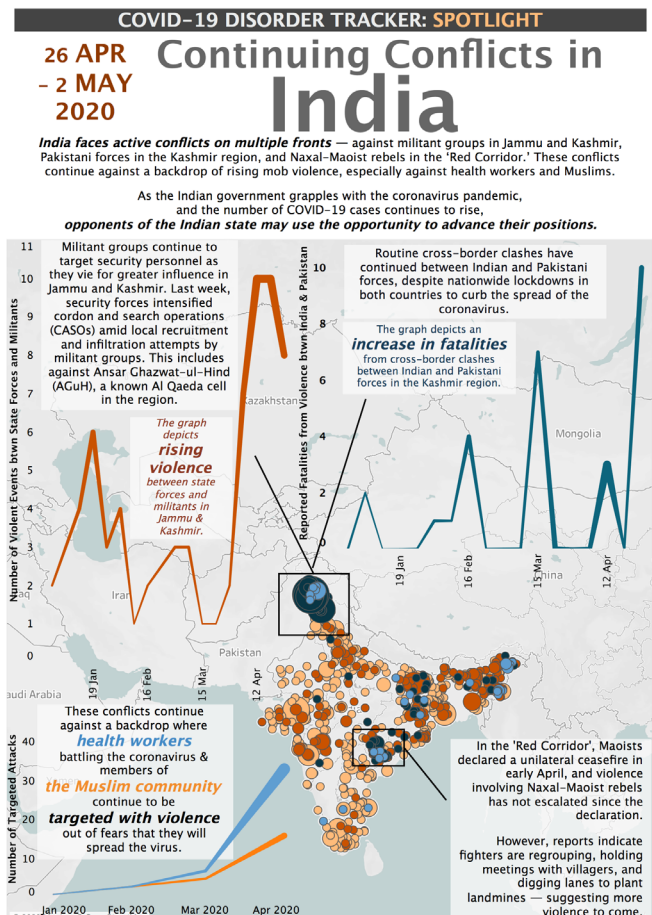 COVID-19 DISORDER TRACKER: SPOTLIGHT
26 APR
– 2 MAY
2020
Continuing Conflicts in
India
India faces active conflicts on multiple fronts — against militant groups in Jammu and Kashmir,
Pakistani forces in the Kashmir region, and Naxal-Maoist rebels in the 'Red Corridor.' These conflicts
continue against a backdrop of rising mob violence, especially against health workers and Muslims.
As the Indian government grapples with the coronavirus pandemic,
and the number of COVID-19 cases continues to rise,
opponents of the Indian state may use the opportunity to advance their positions.
Number of Violent Events btwn State Forces and Militants
11
10
9
8
7
6
5
4
3
2
1
0
Militant groups continue to
target security personnel as
they vie for greater influence in
Jammu and Kashmir. Last week,
security forces intensified
cordon and search operations
(CASOs) amid local recruitment
and infiltration attempts by
militant groups. This includes
against Ansar Ghazwat-ul-Hind
(AGuH), a known Al Qaeda cell
in the region.
The graph
depicts
rising
violence
between state
forces and
militants in
Jammu &
Kashmir.
19 Jan
16 Feb
15 Mar
12 Apr
Reported Fatalities from Violence btwn India & Pakistan
10
8
6
4
2
0
Routine cross-border clashes have
continued between Indian and Pakistani
forces, despite nationwide lockdowns in
both countries to curb the spread of the
coronavirus.
The graph depicts an
increase in fatalities
from cross-border clashes
between Indian and Pakistani
forces in the Kashmir region.
19 Jan
16 Feb
15 Mar
12 Apr
Kazakhstan
Mongolia
China
Iran
Pakistan
audi Arabia
Number of Targeted Attacks
40
30
20
10
0
These conflicts continue
against a backdrop where
health workers
battling the coronavirus &
members of
the Muslim community
continue to be
targeted with violence
out of fears that they will
spread the virus.
Jan 2020
Feb 2020
Mar 2020
Apr 2020
In the 'Red Corridor', Maoists
declared a unilateral ceasefire in
early April, and violence
involving Naxal-Maoist rebels
has not escalated since the
declaration.
However, reports indicate
fighters are regrouping, holding
meetings with villagers, and
digging lanes to plant
landmines — suggesting more
violence to come.